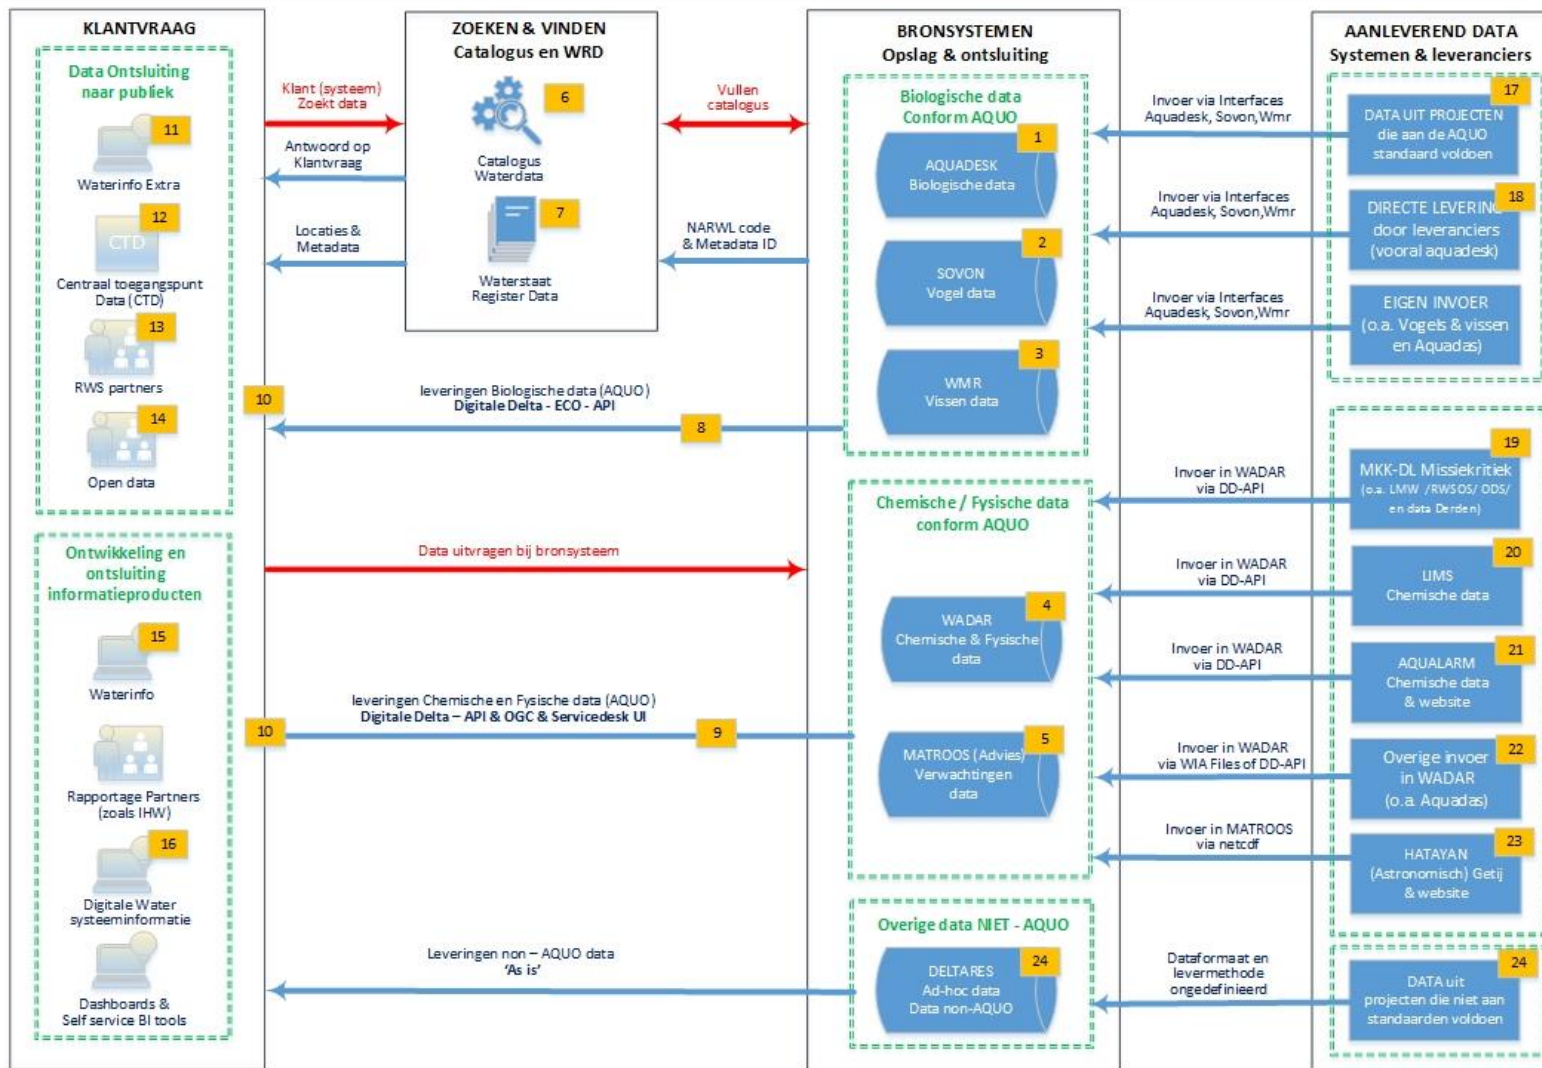 KLANTVRAAG
Data Ontsluiting
naar publiek
11
Waterinfo Extra
12
CTD
Centraal toegangspunt
Data (CTD)
13
RWS partners
14
Open data
Ontwikkeling en
ontsluiting
informatieproducten
15
Waterinfo
Rapportage Partners
(zoals IHW)
16
Digitale Water
systeeminformatie
Dashboards &
Self service BI tools
Klant (systeem)
Zoekt data
Antwoord op
Klantvraag
Locaties &
Metadata
ZOEKEN & VINDEN
Catalogus en WRD
6
Catalogus
Waterdata
7
Waterstaat
Register Data
Vullen
catalogus
NARWL code
& Metadata ID
10
leveringen Biologische data (AQUO)
Digitale Delta - ECO - API
8
Data uitvragen bij bronsysteem
10
leveringen Chemische en Fysische data (AQUO)
Digitale Delta – API & OGC & Servicedesk UI
9
Leveringen non – AQUO data
‘As is’
BRONSYSTEMEN
Opslag & ontsluiting
Biologische data
Conform AQUO
1
AQUADESK
Biologische data
2
SOVON
Vogel data
3
WMR
Vissen data
Chemische / Fysische data
conform AQUO
4
WADAR
Chemische & Fysische
data
5
MATROOS (Advies)
Verwachtingen
data
Overige data NIET - AQUO
24
DELTARES
Ad-hoc data
Data non-AQUO
Invoer via Interfaces
Aquadesk, Sovon,Wmr
Invoer via Interfaces
Aquadesk, Sovon,Wmr
Invoer via Interfaces
Aquadesk, Sovon,Wmr
Invoer in WADAR
via DD-API
Invoer in WADAR
via DD-API
Invoer in WADAR
via DD-API
Invoer in WADAR
via WIA Files of DD-API
Invoer in MATROOS
via netcdf
Dataformaat en
levermethode
ongedefinieerd
AANLEVEREND DATA
Systemen & leveranciers
17
DATA UIT PROJECTEN
die aan de AQUO
standaard voldoen
18
DIRECTE LEVERING
door leveranciers
(vooral aquadesk)
EIGEN INVOER
(o.a. Vogels & vissen
en Aquadas)
19
MKK-DL Missiekritiek
(o.a. LMW /RWSOS/ ODS/
en data Derden)
20
LIMS
Chemische data
21
AQUALARM
Chemische data
& website
22
Overige invoer
in WADAR
(o.a. Aquadas)
23
HATAYAN
(Astronomisch) Getij
& website
24
DATA uit
projecten die niet aan
standaarden voldoen